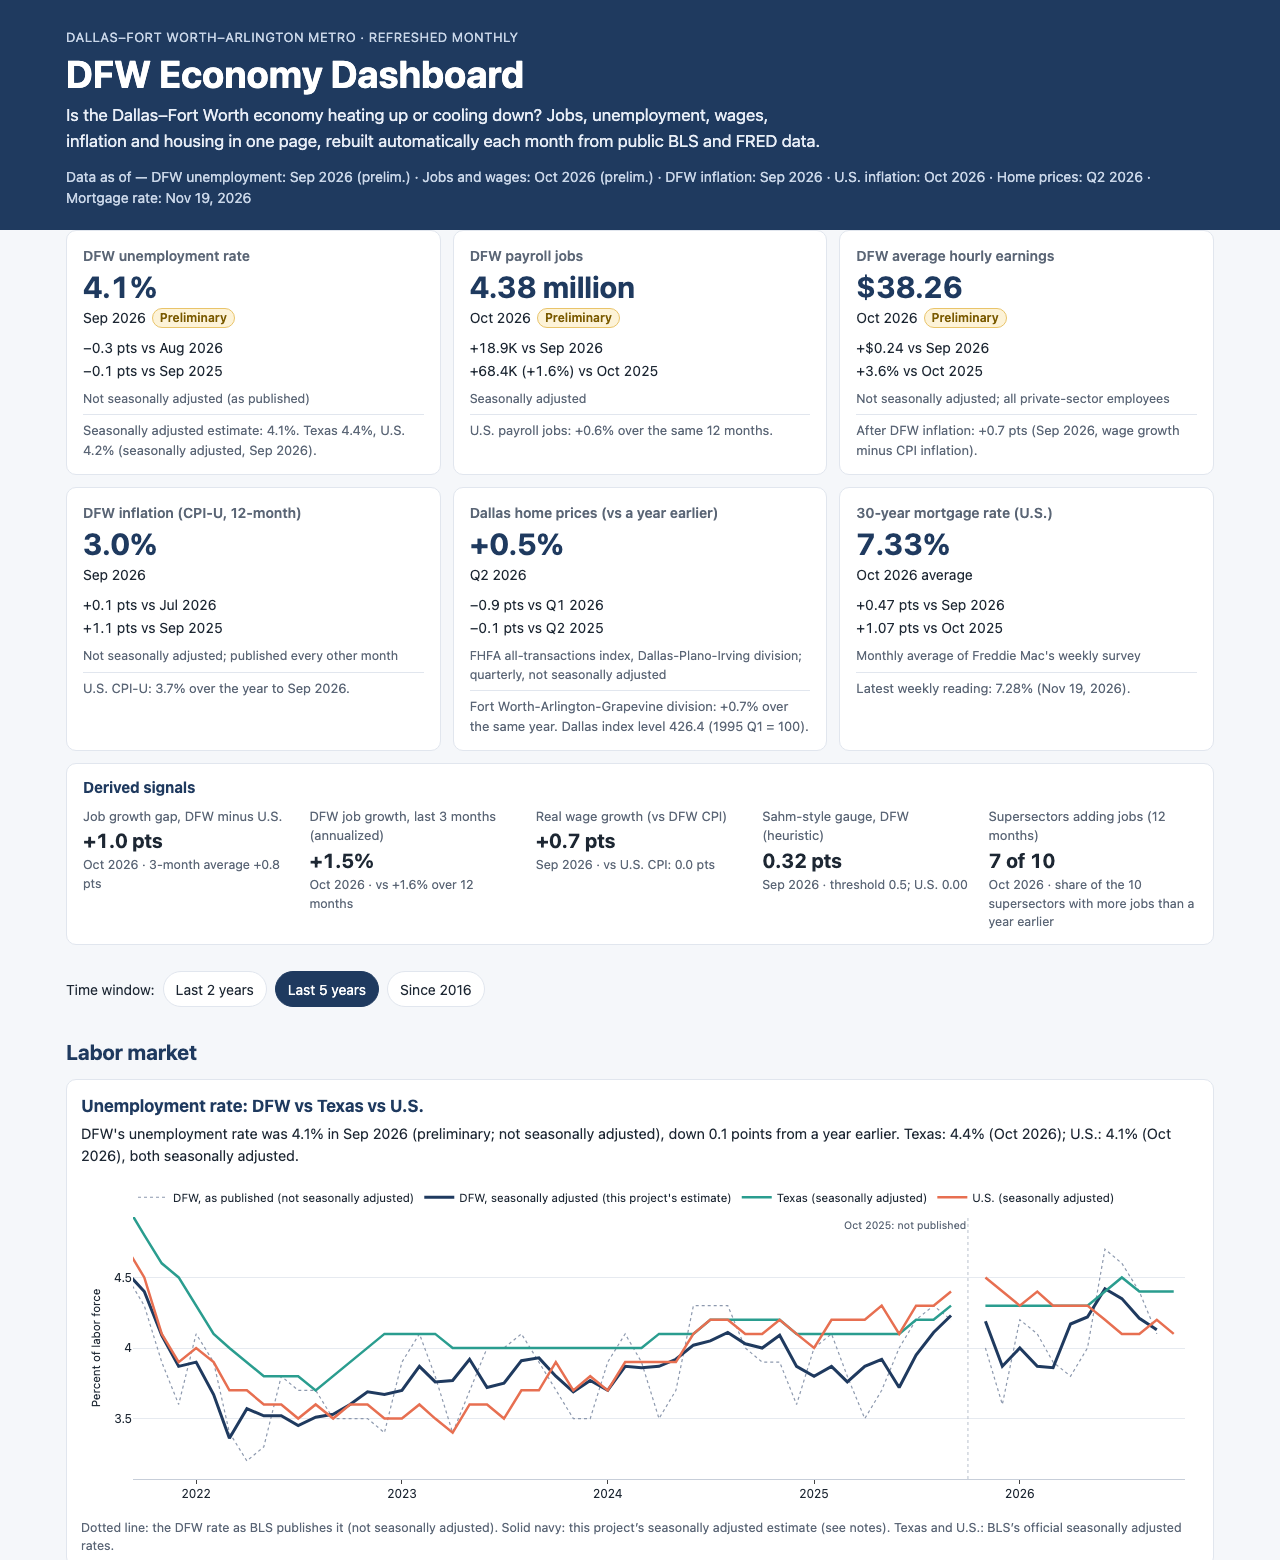 DALLAS–FORT WORTH–ARLINGTON METRO · REFRESHED MONTHLY
DFW Economy Dashboard
Is the Dallas–Fort Worth economy heating up or cooling down? Jobs, unemployment, wages,
inflation and housing in one page, rebuilt automatically each month from public BLS and FRED data.
Data as of — DFW unemployment: Sep 2026 (prelim.) · Jobs and wages: Oct 2026 (prelim.) · DFW inflation: Sep 2026 · U.S. inflation: Oct 2026 · Home prices: Q2 2026 ·
Mortgage rate: Nov 19, 2026
DFW unemployment rate
4.1%
Sep 2026 Preliminary
−0.3 pts vs Aug 2026
−0.1 pts vs Sep 2025
Not seasonally adjusted (as published)
Seasonally adjusted estimate: 4.1%. Texas 4.4%, U.S.
4.2% (seasonally adjusted, Sep 2026).
DFW payroll jobs
4.38 million
Oct 2026 Preliminary
+18.9K vs Sep 2026
+68.4K (+1.6%) vs Oct 2025
Seasonally adjusted
U.S. payroll jobs: +0.6% over the same 12 months.
DFW average hourly earnings
$38.26
Oct 2026 Preliminary
+$0.24 vs Sep 2026
+3.6% vs Oct 2025
Not seasonally adjusted; all private-sector employees
After DFW inflation: +0.7 pts (Sep 2026, wage growth
minus CPI inflation).
DFW inflation (CPI-U, 12-month)
3.0%
Sep 2026
+0.1 pts vs Jul 2026
+1.1 pts vs Sep 2025
Not seasonally adjusted; published every other month
U.S. CPI-U: 3.7% over the year to Sep 2026.
Dallas home prices (vs a year earlier)
+0.5%
Q2 2026
−0.9 pts vs Q1 2026
−0.1 pts vs Q2 2025
FHFA all-transactions index, Dallas-Plano-Irving division;
quarterly, not seasonally adjusted
Fort Worth-Arlington-Grapevine division: +0.7% over
the same year. Dallas index level 426.4 (1995 Q1 = 100).
30-year mortgage rate (U.S.)
7.33%
Oct 2026 average
+0.47 pts vs Sep 2026
+1.07 pts vs Oct 2025
Monthly average of Freddie Mac's weekly survey
Latest weekly reading: 7.28% (Nov 19, 2026).
Derived signals
Job growth gap, DFW minus U.S.
+1.0 pts
Oct 2026 · 3-month average +0.8
pts
DFW job growth, last 3 months
(annualized)
+1.5%
Oct 2026 · vs +1.6% over 12
months
Real wage growth (vs DFW CPI)
+0.7 pts
Sep 2026 · vs U.S. CPI: 0.0 pts
Sahm-style gauge, DFW
(heuristic)
0.32 pts
Sep 2026 · threshold 0.5; U.S. 0.00
Supersectors adding jobs (12
months)
7 of 10
Oct 2026 · share of the 10
supersectors with more jobs than a
year earlier
Time window: Last 2 years Last 5 years Since 2016
Labor market
Unemployment rate: DFW vs Texas vs U.S.
DFW's unemployment rate was 4.1% in Sep 2026 (preliminary; not seasonally adjusted), down 0.1 points from a year earlier. Texas: 4.4% (Oct 2026); U.S.: 4.1% (Oct
2026), both seasonally adjusted.
DFW, as published (not seasonally adjusted) DFW, seasonally adjusted (this project's estimate) Texas (seasonally adjusted) U.S. (seasonally adjusted)
Oct 2025: not published
Percent of labor force
4.5
4
3.5
2022 2023 2024 2025 2026
Dotted line: the DFW rate as BLS publishes it (not seasonally adjusted). Solid navy: this project's seasonally adjusted estimate (see notes). Texas and U.S.: BLS's official seasonally adjusted
rates.